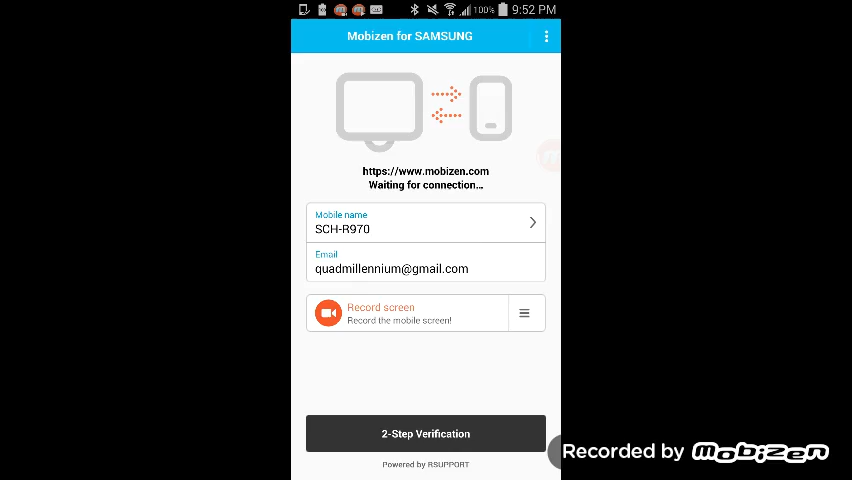 100% 9:52 PM
Mobizen for SAMSUNG
https://www.mobizen.com
Waiting for connection...
Mobile name
SCH-R970
Email
quadmillennium@gmail.com
Record screen
Record the mobile screen!
2-Step Verification
Powered by RSUPPORT
Recorded by mobizen